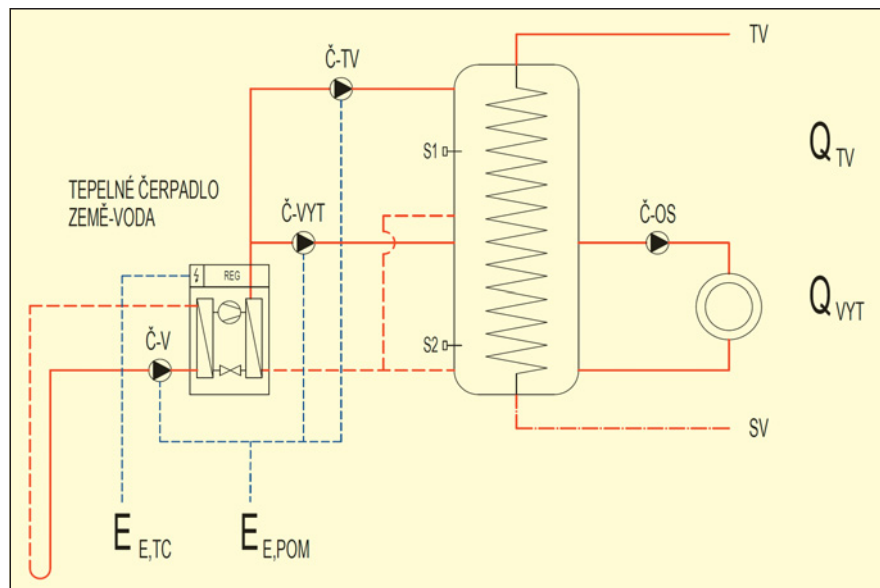 TV
Č-TV
S1
Q TV
TEPELNÉ ČERPADLO
ZEMĚ-VODA
Č-VYT
Č-OS
REG
Q VYT
Č-V
S2
SV
E E,TC
E E,POM